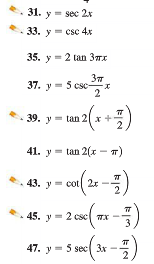 31. y = sec 2x
33. y = csc 4x
35. y = 2 tan 3πx
37. y = 5 csc 3π/2 x
39. y = tan 2(x + π/2)
41. y = tan 2(x − π)
43. y = cot(2x − π/2)
45. y = 2 csc(πx − π/3)
47. y = 5 sec(3x − π/2)